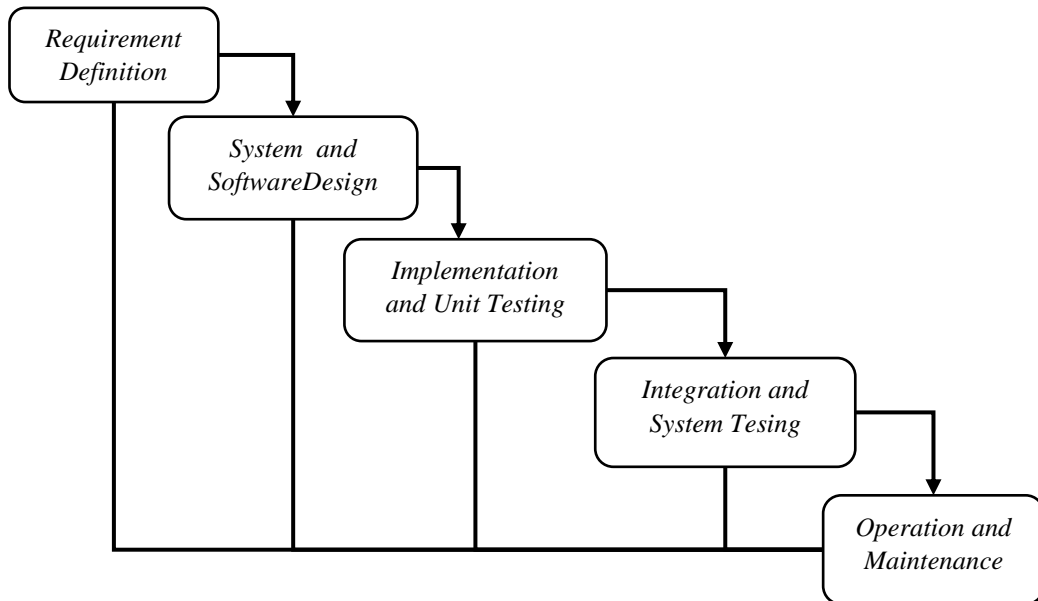 Requirement
Definition
System and
SoftwareDesign
Implementation
and Unit Testing
Integration and
System Tesing
Operation and
Maintenance